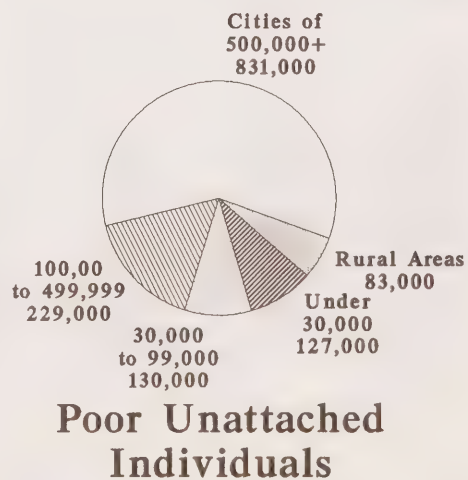 Cities of
500,000+
831,000
Rural Areas
83,000
100,00
to 499,999
229,000
Under
30,000
127,000
30,000
to 99,000
130,000
Poor Unattached
Individuals